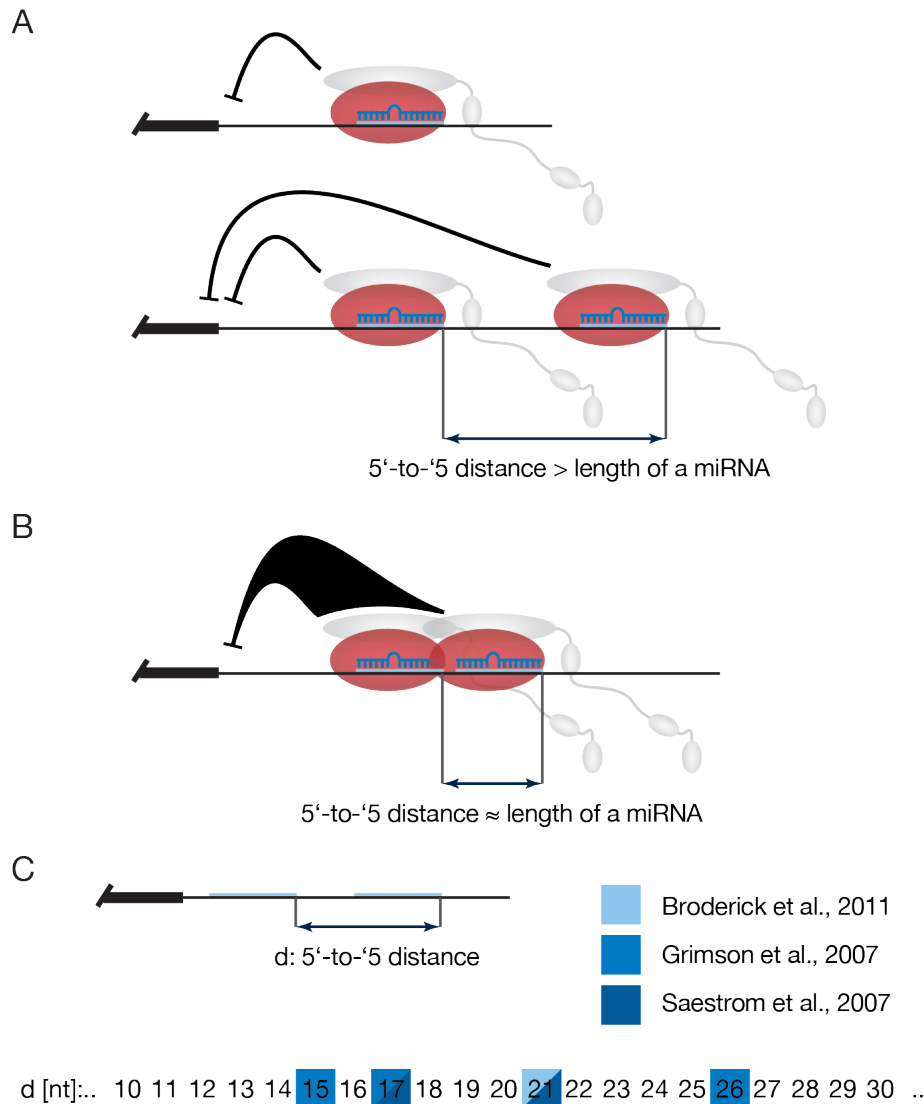 A
5‘-to-‘5 distance > length of a miRNA
B
5‘-to-‘5 distance ≈ length of a miRNA
C
d: 5‘-to-‘5 distance
Broderick et al., 2011
Grimson et al., 2007
Saestrom et al., 2007
d [nt]:.. 10 11 12 13 14 15 16 17 18 19 20 21 22 23 24 25 26 27 28 29 30 ..